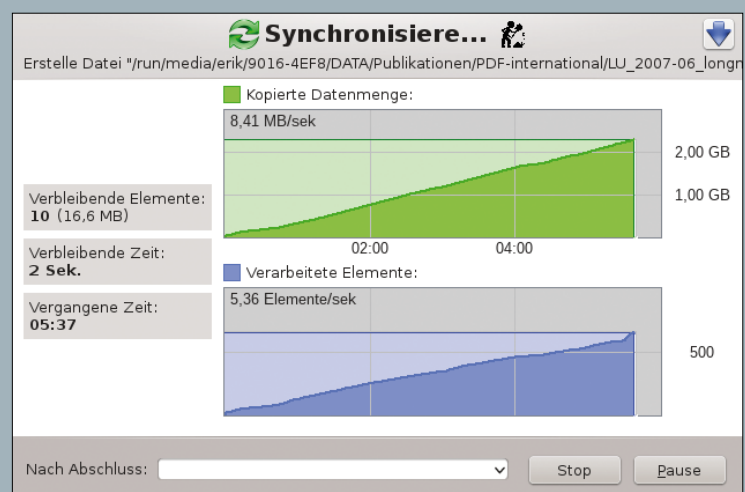 Synchronisiere...
Erstelle Datei "/run/media/erik/9016-4EF8/DATA/Publikationen/PDF-international/LU_2007-06_longn
Kopierte Datenmenge:
8,41 MB/sek
2,00 GB
1,00 GB
02:00
04:00
Verbleibende Elemente:
10 (16,6 MB)
Verbleibende Zeit:
2 Sek.
Vergangene Zeit:
05:37
Verarbeitete Elemente:
5,36 Elemente/sek
500
Nach Abschluss:
Stop
Pause